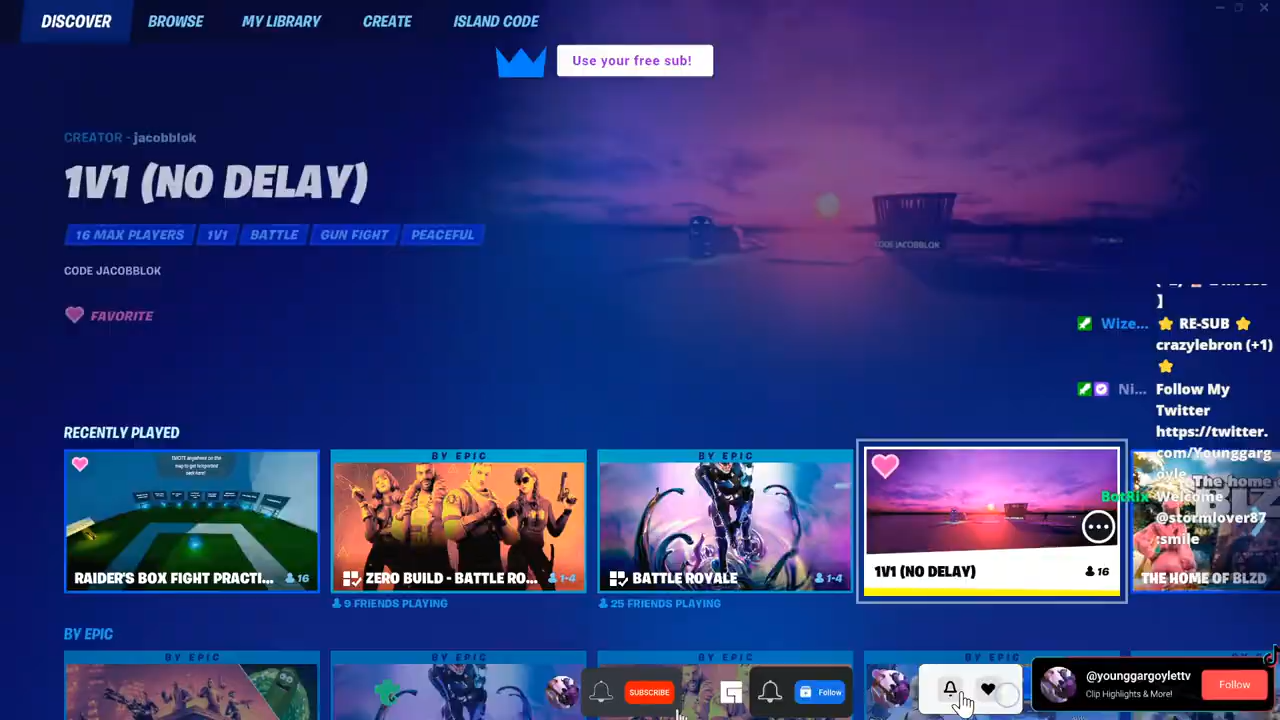 DISCOVER
BROWSE
MY LIBRARY
CREATE
ISLAND CODE
Use your free sub!
CREATOR - jacobblok
1V1 (NO DELAY)
16 MAX PLAYERS
1V1
BATTLE
GUN FIGHT
PEACEFUL
CODE JACOBBLOK
CODE JACOBBLOK
FAVORITE
]
Wize... RE-SUB
crazylebron (+1)
Ni... Follow My
Twitter
https://twitter.
com/Younggarg
oyle
BotRix Welcome
@stormlover87
:smile
RECENTLY PLAYED
RAIDER'S BOX FIGHT PRACTI...
16
BY EPIC
ZERO BUILD - BATTLE RO...
1-4
9 FRIENDS PLAYING
BY EPIC
BATTLE ROYALE
1-4
25 FRIENDS PLAYING
1V1 (NO DELAY)
16
The home
THE HOME OF BLZD
BY EPIC
BY EPIC
BY EPIC
BY EPIC
BY EPIC
SUBSCRIBE
Follow
@younggargoylettv
Clip Highlights & More!
Follow